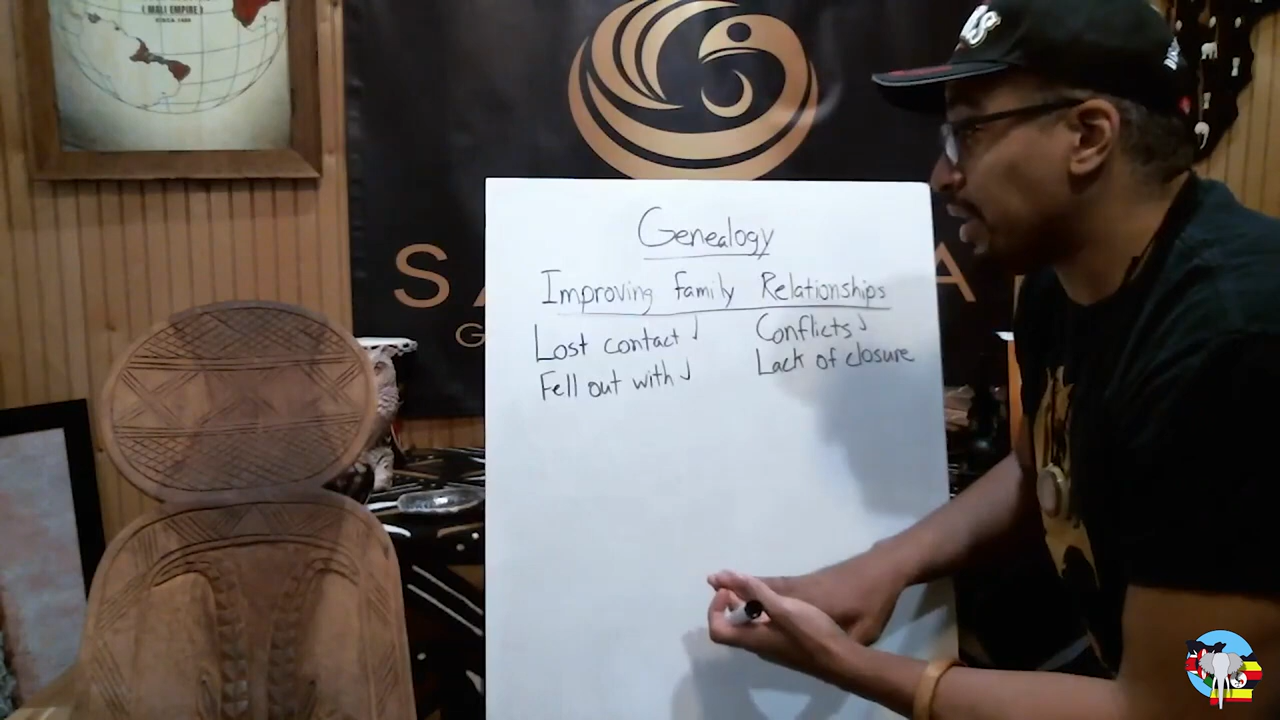 ( MALI EMPIRE )
Genealogy
Improving family Relationships
Lost contact ✓
Conflicts ✓
Fell out with ✓
Lack of closure